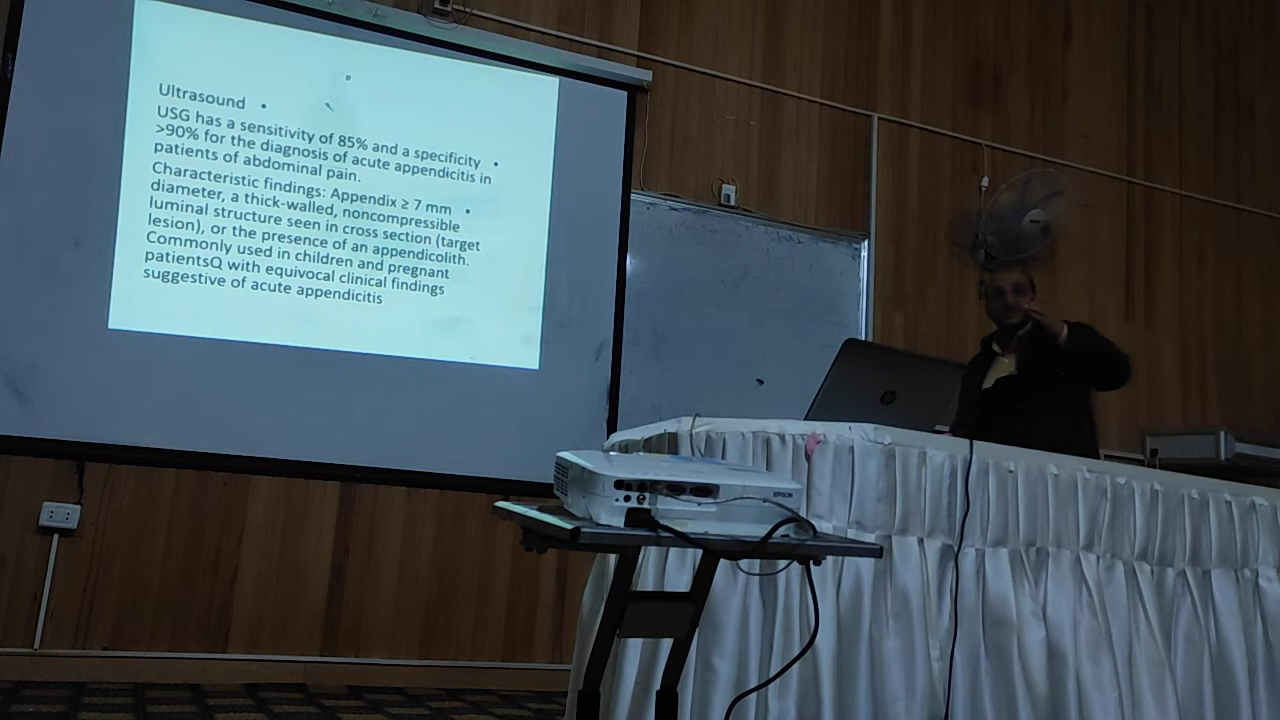 Ultrasound •
USG has a sensitivity of 85% and a specificity •
>90% for the diagnosis of acute appendicitis in
patients of abdominal pain.
Characteristic findings: Appendix ≥ 7 mm •
diameter, a thick-walled, noncompressible
luminal structure seen in cross section (target
lesion), or the presence of an appendicolith.
Commonly used in children and pregnant
patientsQ with equivocal clinical findings
suggestive of acute appendicitis
hp
EPSON